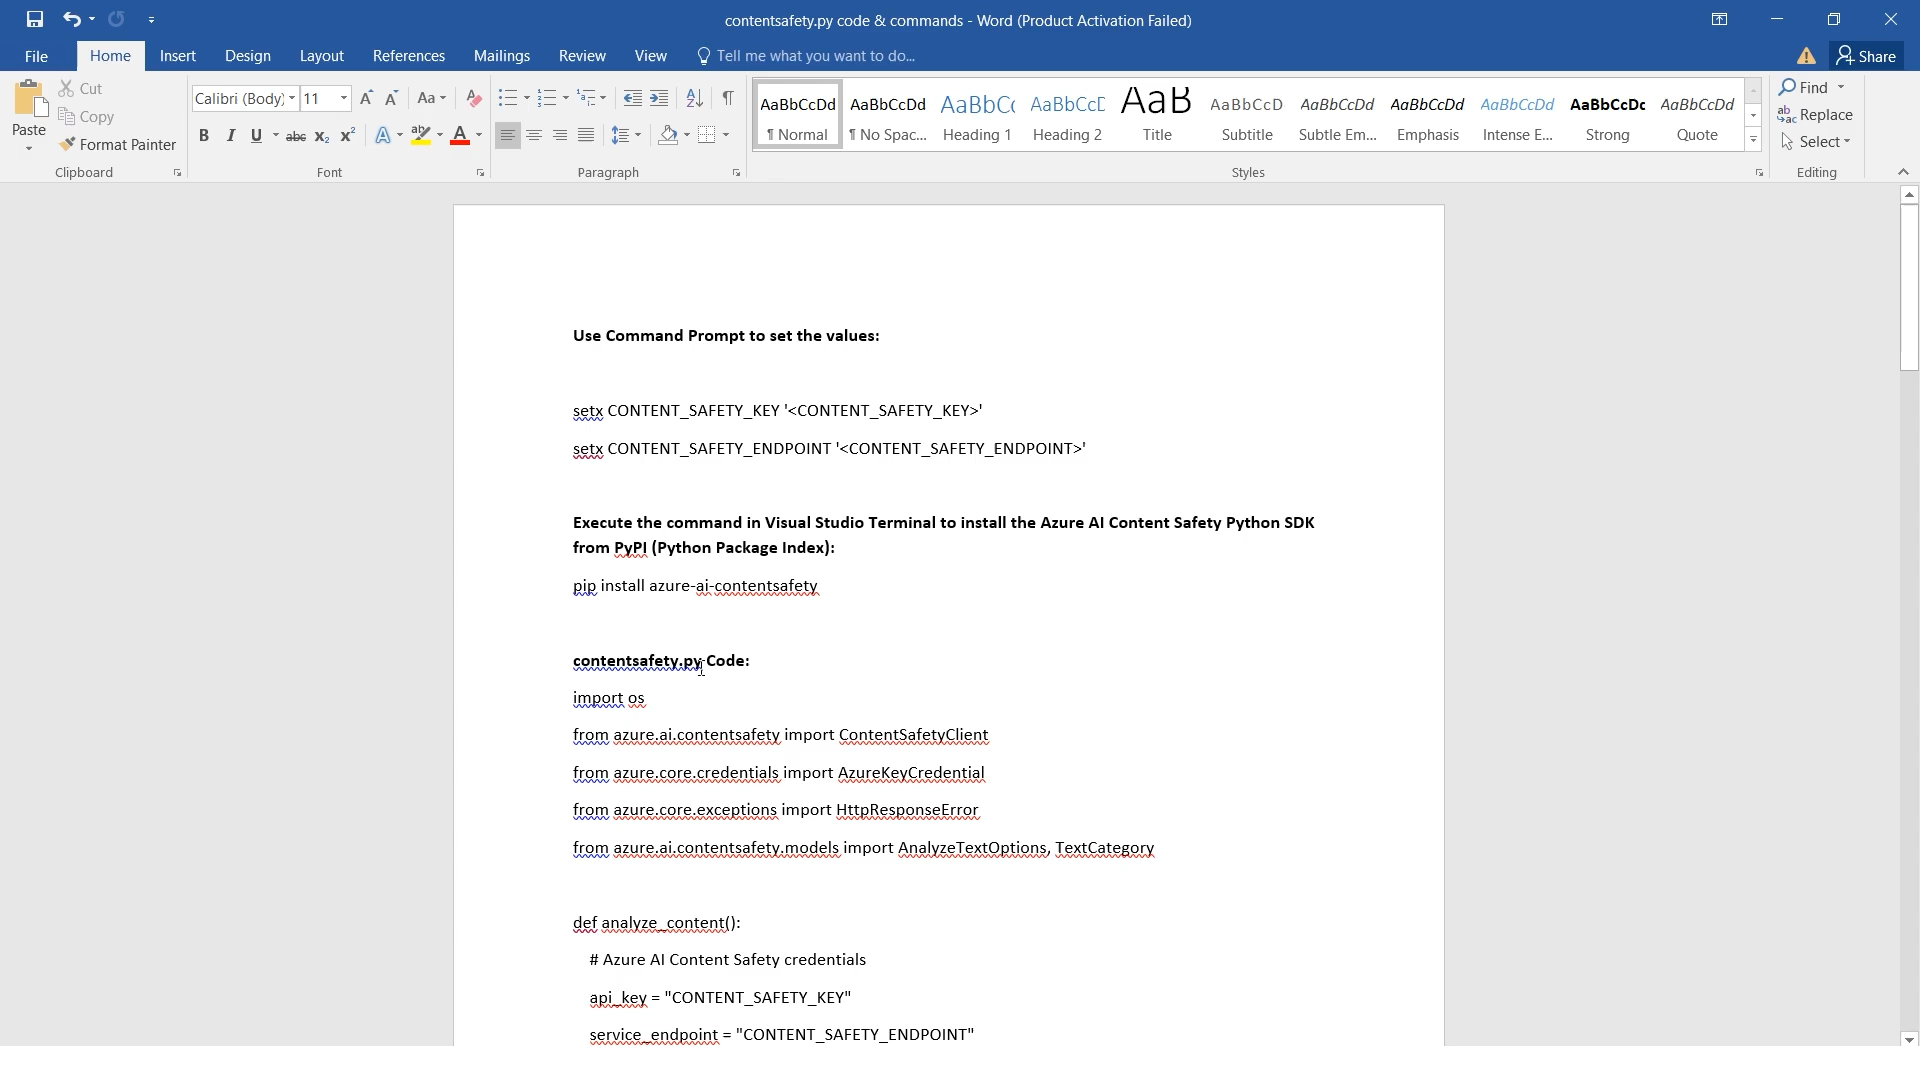 contentsafety.py code & commands - Word (Product Activation Failed)
File Home Insert Design Layout References Mailings Review View Tell me what you want to do... Share
Paste
Cut
Copy
Format Painter
Clipboard
Calibri (Body) 11
Aa
B I U abc X₂ X² A ab A
Font
Paragraph
AaBbCcDd AaBbCcDd AaBbCc AaBbCcC AaB AaBbCcD AaBbCcDd AaBbCcDd AaBbCcDd AaBbCcDc AaBbCcDd
¶ Normal ¶ No Spac... Heading 1 Heading 2 Title Subtitle Subtle Em... Emphasis Intense E... Strong Quote
Styles
Find
Replace
Select
Editing
Use Command Prompt to set the values:
setx CONTENT_SAFETY_KEY '<CONTENT_SAFETY_KEY>'
setx CONTENT_SAFETY_ENDPOINT '<CONTENT_SAFETY_ENDPOINT>'
Execute the command in Visual Studio Terminal to install the Azure AI Content Safety Python SDK
from PyPI (Python Package Index):
pip install azure-ai-contentsafety
contentsafety.py Code:
import os
from azure.ai.contentsafety import ContentSafetyClient
from azure.core.credentials import AzureKeyCredential
from azure.core.exceptions import HttpResponseError
from azure.ai.contentsafety.models import AnalyzeTextOptions, TextCategory
def analyze_content():
# Azure AI Content Safety credentials
api_key = "CONTENT_SAFETY_KEY"
service_endpoint = "CONTENT_SAFETY_ENDPOINT"